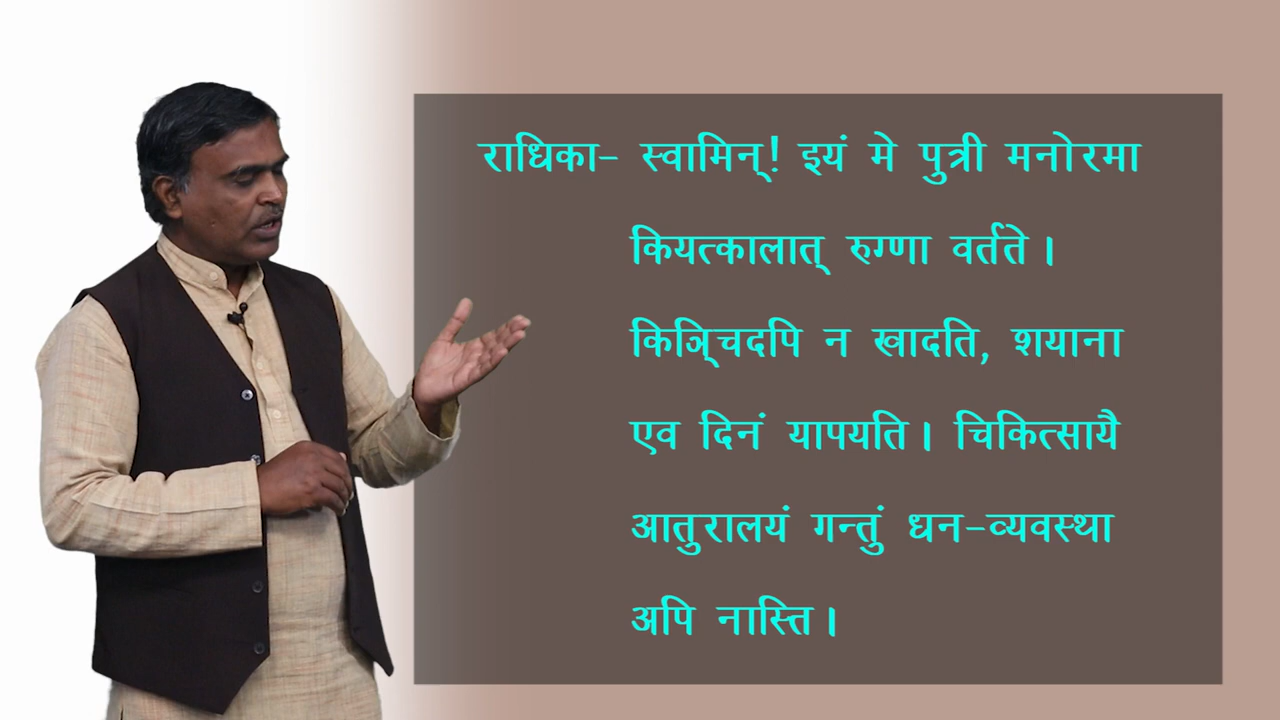 राधिका- स्वामिन्! इयं मे पुत्री मनोरमा
कियत्कालात् रुग्णा वर्तते।
किञ्चिदपि न खादति, शयाना
एव दिनं यापयति। चिकित्सायै
आतुरालयं गन्तुं धन-व्यवस्था
अपि नास्ति।